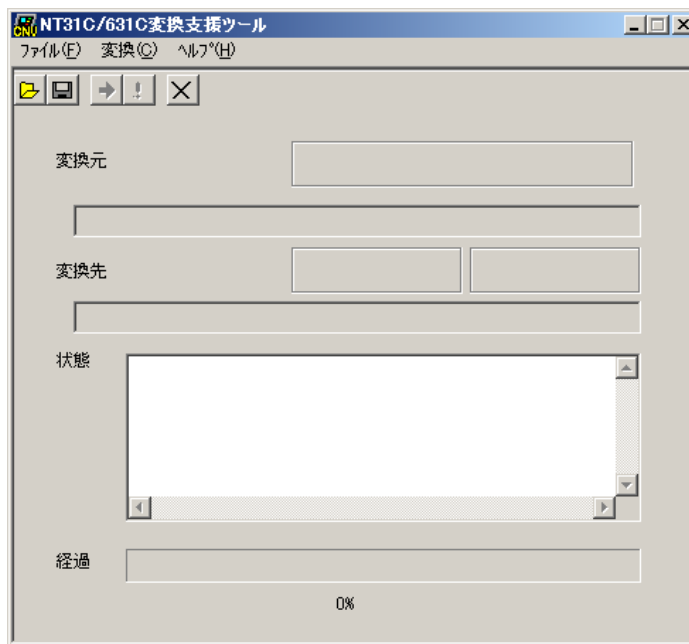 CNV NT31C/631C変換支援ツール
ﾌｧｲﾙ(F) 変換(C) ﾍﾙﾌﾟ(H)
変換元
変換先
状態
経過
0%